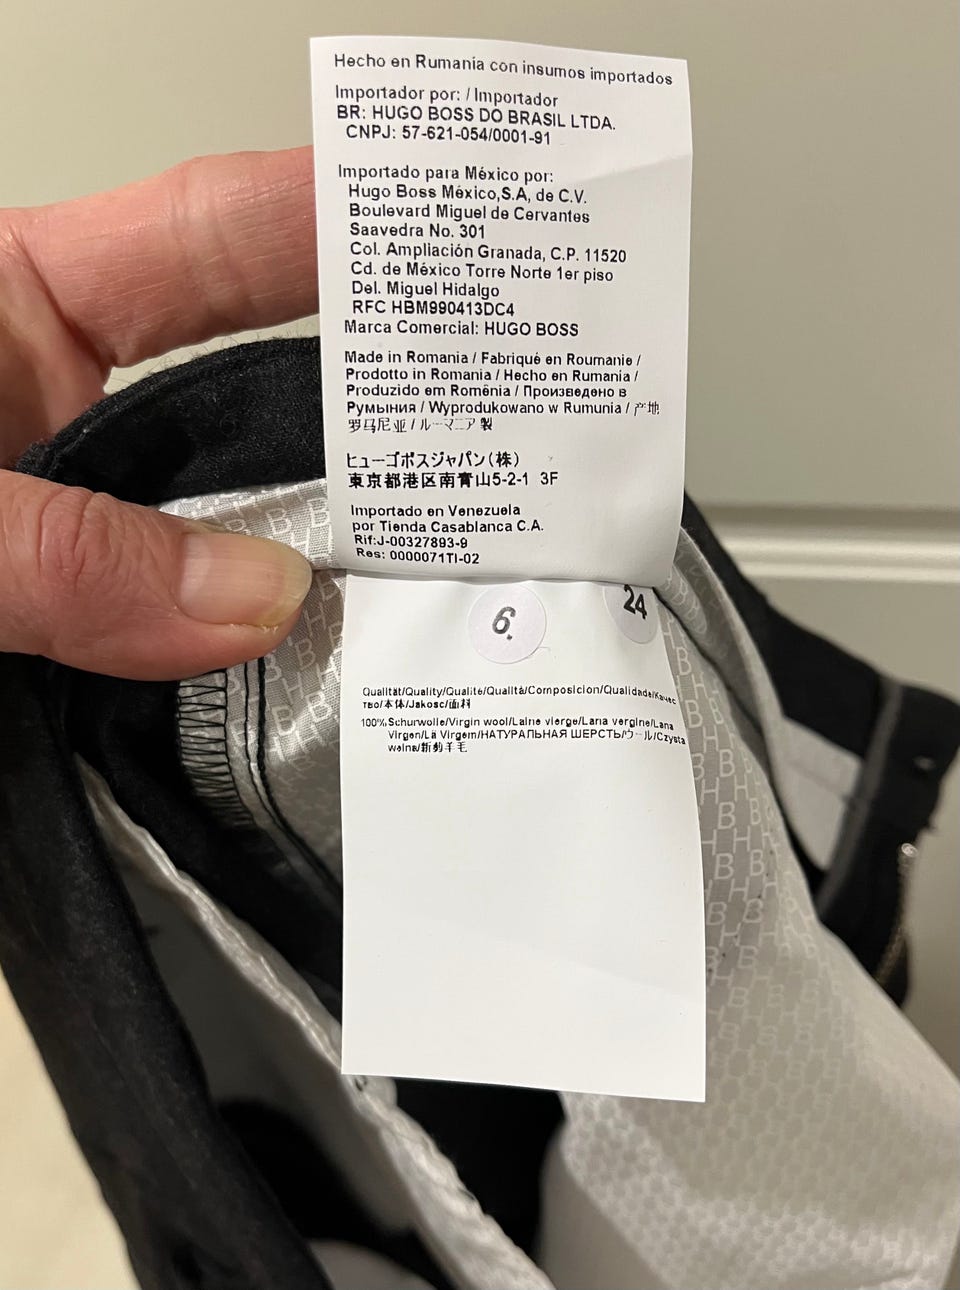 Hecho en Rumanía con insumos importados
Importador por: / Importador
BR: HUGO BOSS DO BRASIL LTDA.
CNPJ: 57-621-054/0001-91
Importado para México por:
Hugo Boss México,S.A, de C.V.
Boulevard Miguel de Cervantes
Saavedra No. 301
Col. Ampliación Granada, C.P. 11520
Cd. de México Torre Norte 1er piso
Del. Miguel Hidalgo
RFC HBM990413DC4
Marca Comercial: HUGO BOSS
Made in Romania / Fabriqué en Roumanie /
Prodotto in Romania / Hecho en Rumania /
Produzido em Romênia / Произведено в
Румыния / Wyprodukowano w Rumunia / 产地
罗马尼亚 / ルーマニア 製
ヒューゴボスジャパン(株)
東京都港区南青山5-2-1 3F
Importado en Venezuela
por Tienda Casablanca C.A.
Rif:J-00327893-9
Res: 0000071TI-02
6.
24
Qualität/Quality/Qualité/Qualità/Composicion/Qualidade/Качес
тво/本体/Jakosc/面料
100% Schurwolle/Virgin wool/Laine vierge/Lana vergine/Lana
Virgen/Lã Virgem/НАТУРАЛЬНАЯ ШЕРСТЬ/ウール/Czysta
welna/新剪羊毛